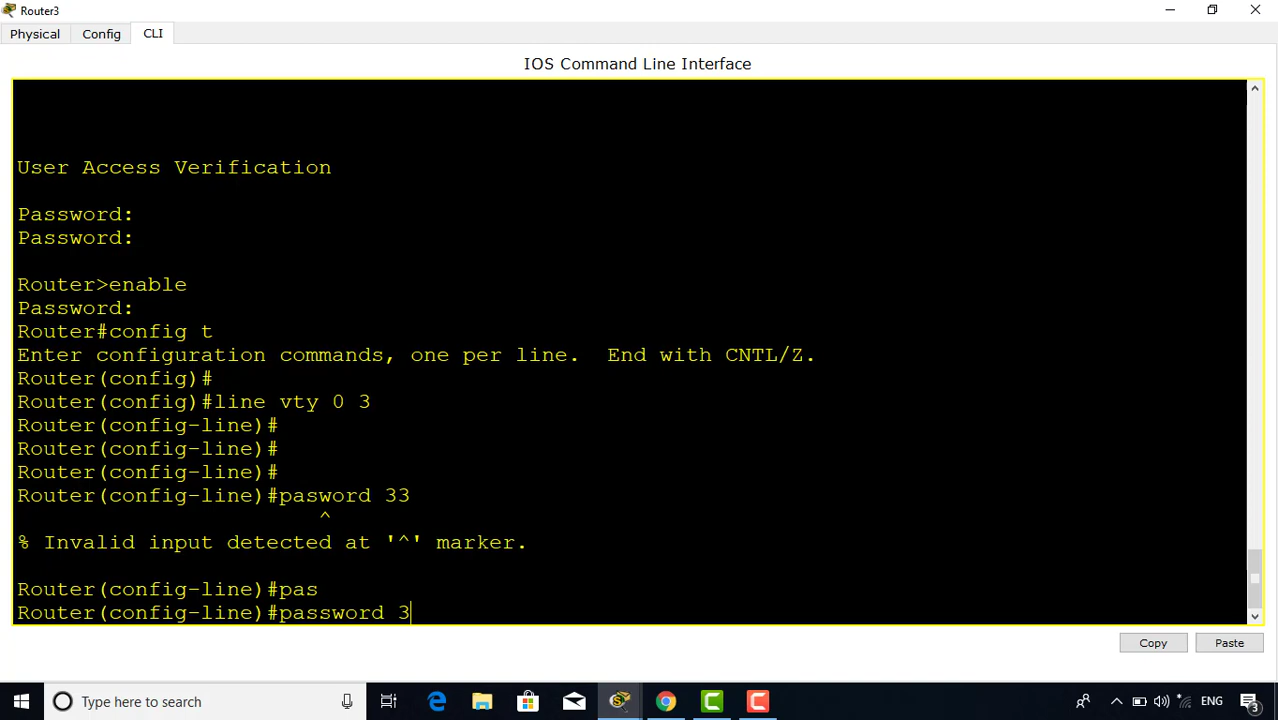 Router3
Physical Config CLI
IOS Command Line Interface
User Access Verification
Password:
Password:
Router>enable
Password:
Router#config t
Enter configuration commands, one per line.  End with CNTL/Z.
Router(config)#
Router(config)#line vty 0 3
Router(config-line)#
Router(config-line)#
Router(config-line)#
Router(config-line)#pasword 33
^
% Invalid input detected at '^' marker.
Router(config-line)#pas
Router(config-line)#password 3
Copy Paste
Type here to search ENG 3